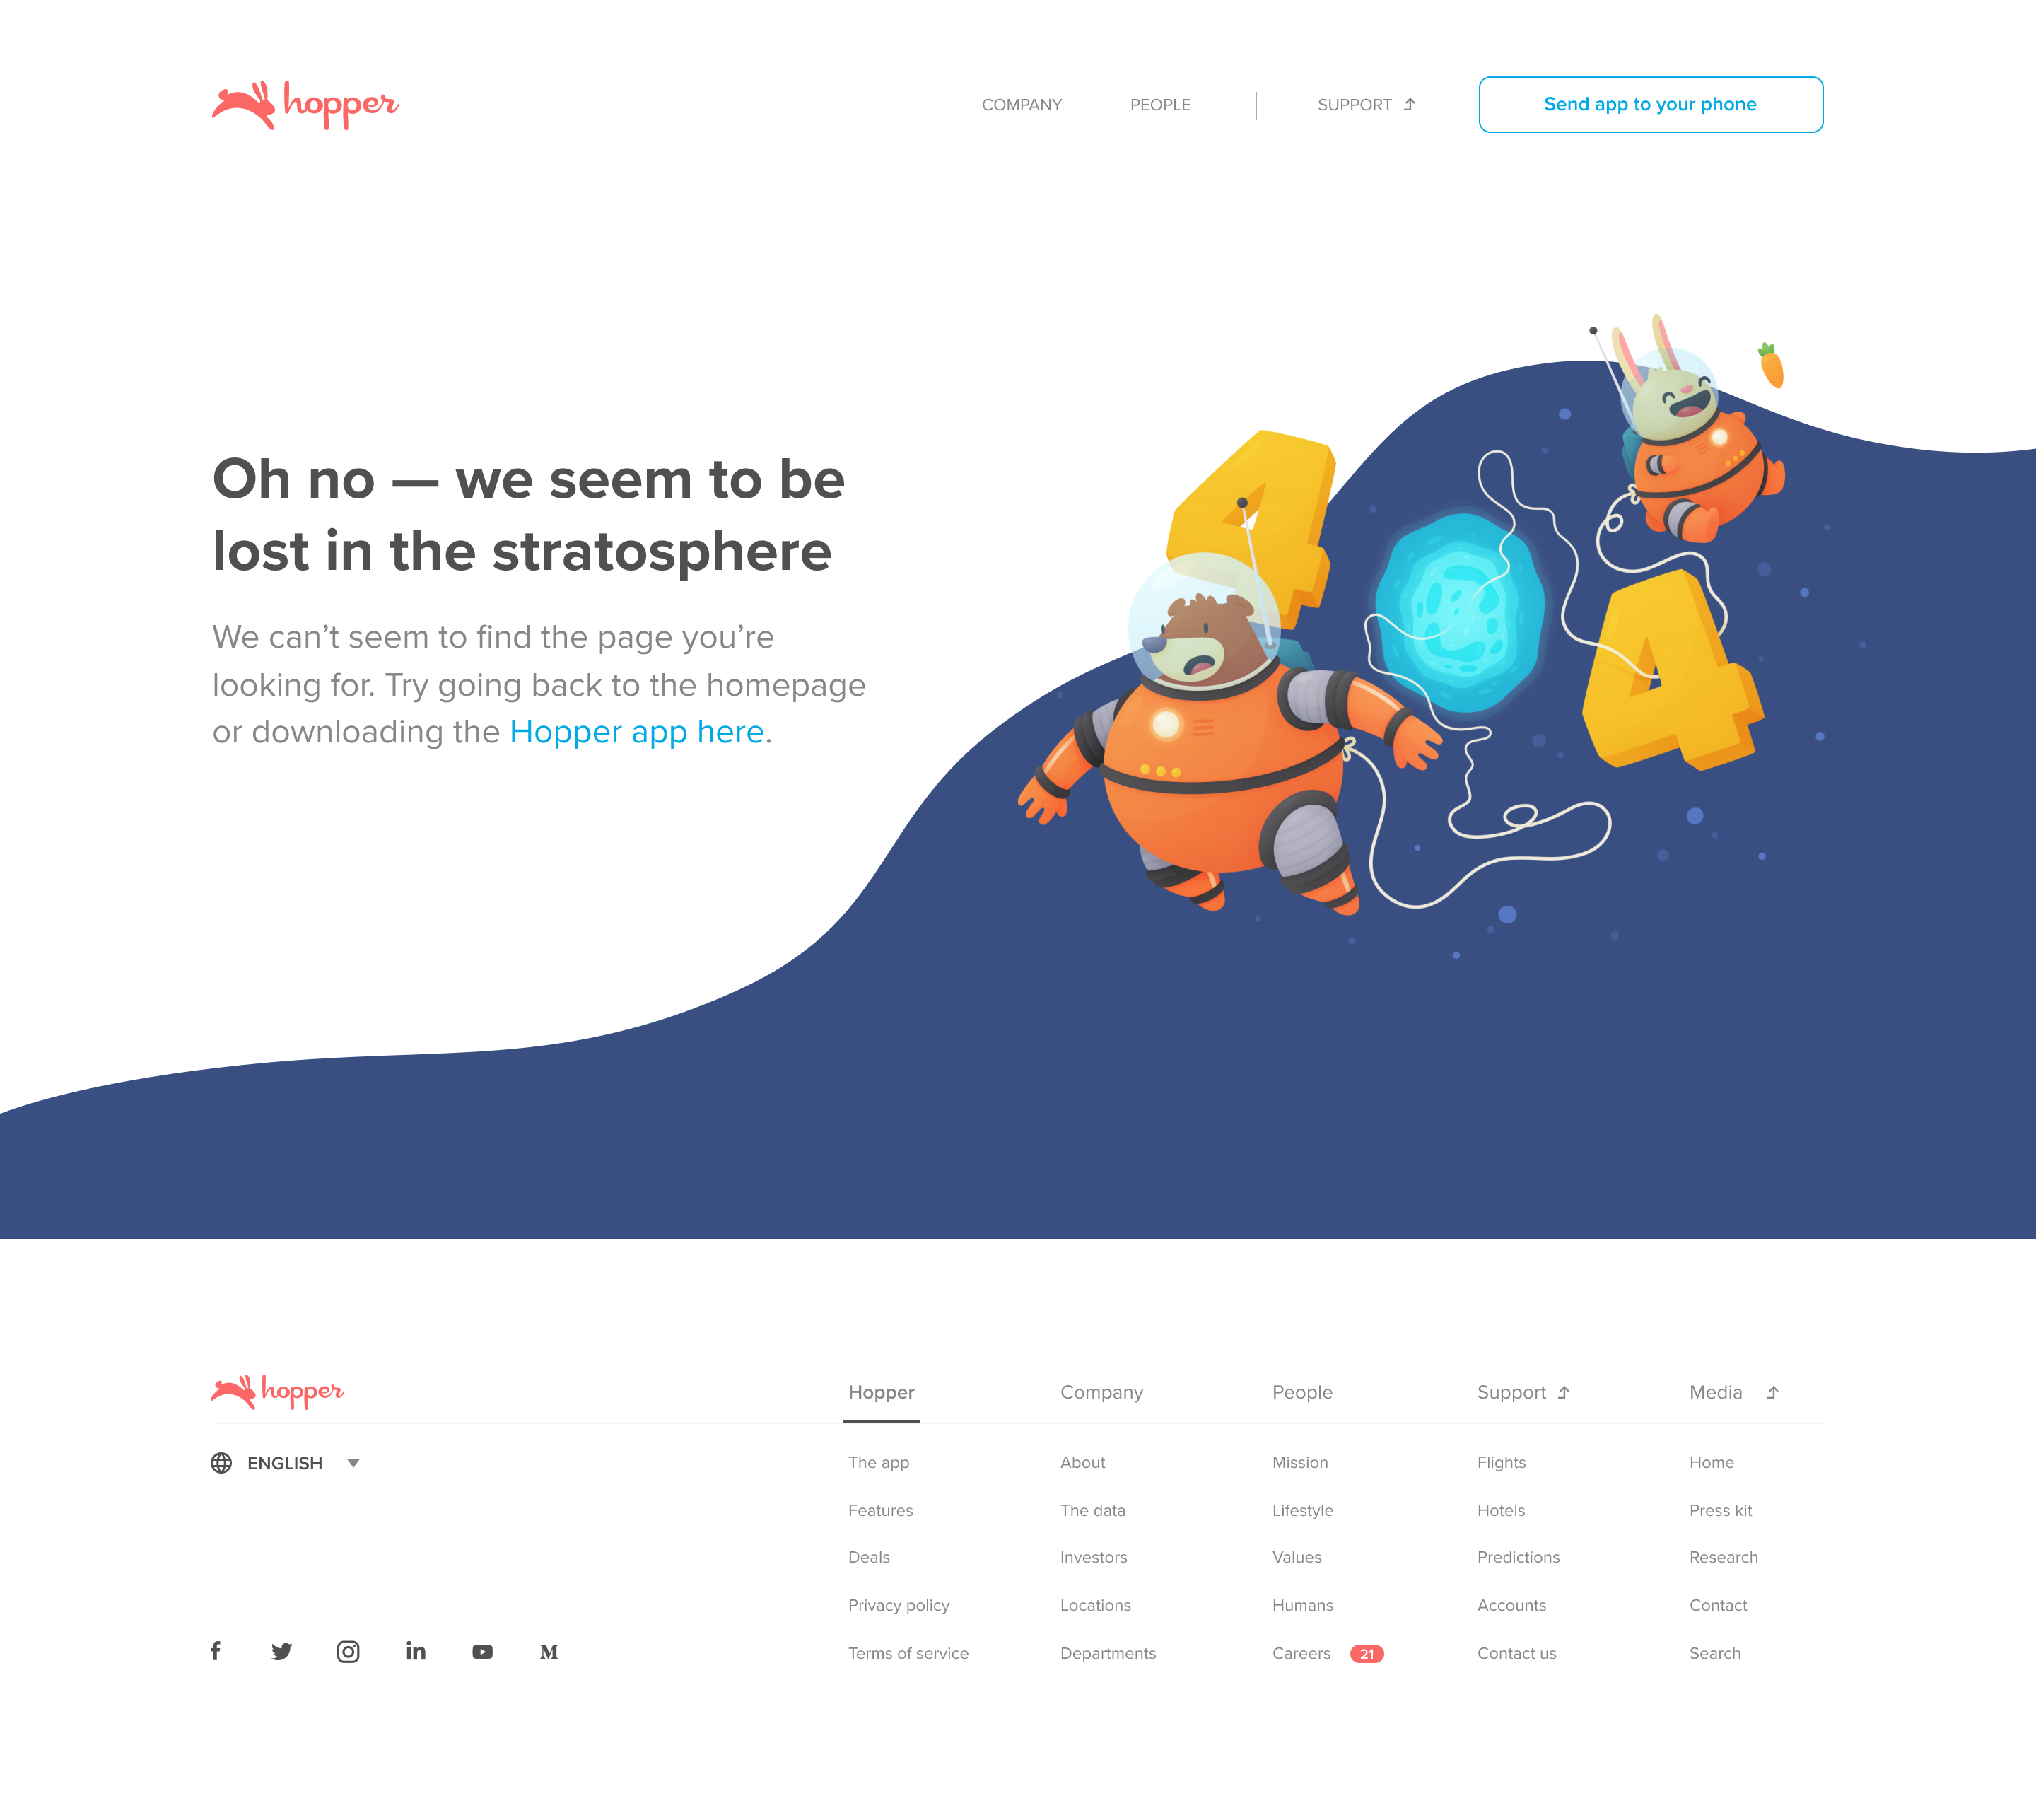 hopper
COMPANY
PEOPLE
SUPPORT
Send app to your phone
Oh no — we seem to be
lost in the stratosphere
We can’t seem to find the page you’re
looking for. Try going back to the homepage
or downloading the Hopper app here.
4 4
hopper
ENGLISH
Hopper
The app
Features
Deals
Privacy policy
Terms of service
Company
About
The data
Investors
Locations
Departments
People
Mission
Lifestyle
Values
Humans
Careers 21
Support
Flights
Hotels
Predictions
Accounts
Contact us
Media
Home
Press kit
Research
Contact
Search